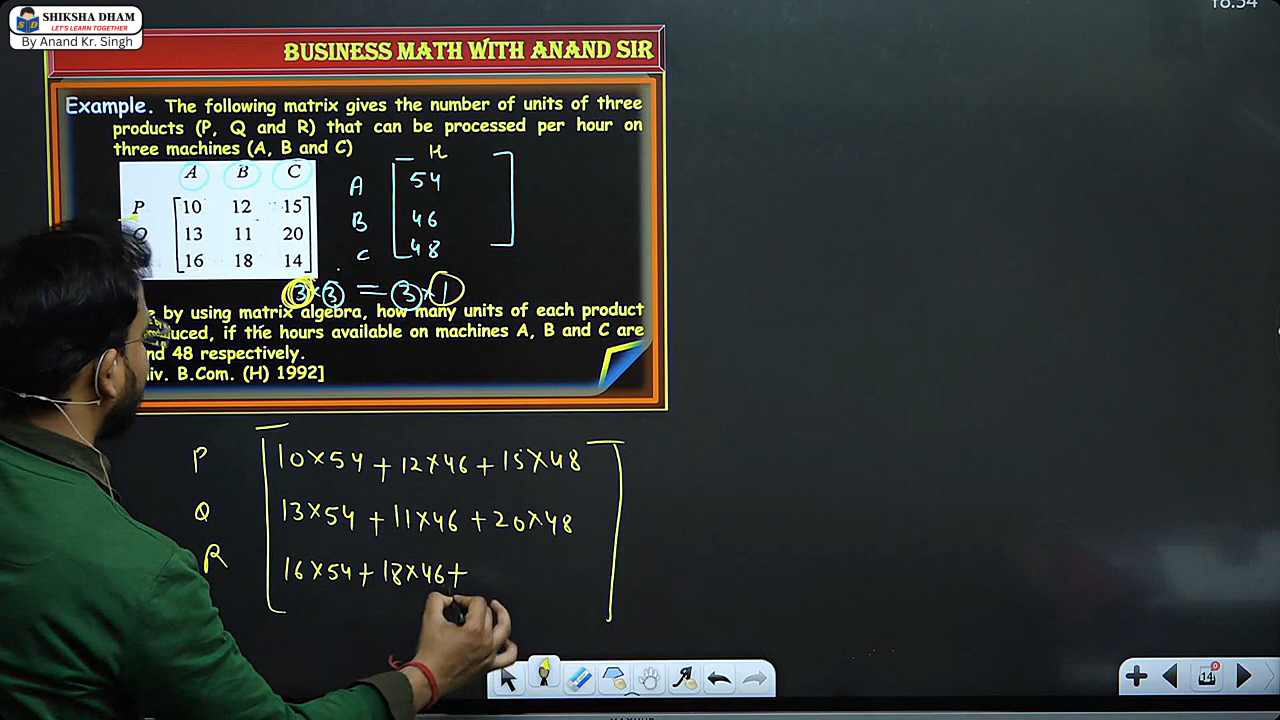 18:54
SHIKSHA DHAM
LET'S LEARN TOGETHER
By Anand Kr. Singh
BUSINESS MATH WITH ANAND SIR
Example. The following matrix gives the number of units of three
products (P, Q and R) that can be processed per hour on
three machines (A, B and C)
A B C
P 10 12 15
Q 13 11 20
16 18 14
H
A 54
B 46
C 48
3 × 3 = 3 × 1
by using matrix algebra, how many units of each product
duced, if the hours available on machines A, B and C are
nd 48 respectively.
iv. B.Com. (H) 1992]
P 10×54 + 12×46 + 15×48
Q 13×54 + 11×46 + 20×48
R 16×54 + 18×46 +
14
0